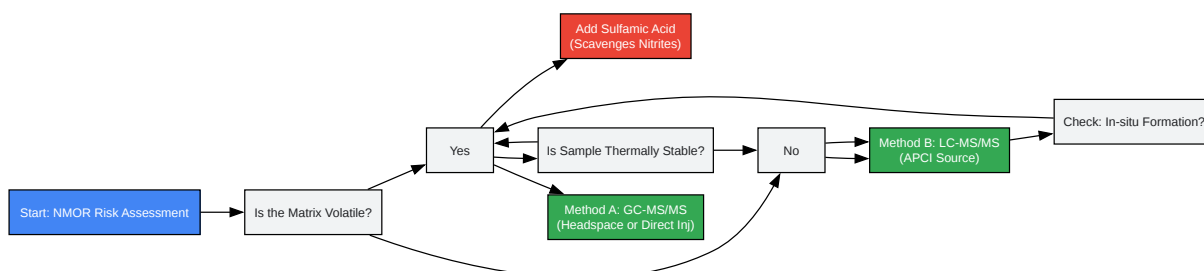 Start: NMOR Risk Assessment
Is the Matrix Volatile?
Yes
Add Sulfamic Acid
(Scavenges Nitrites)
Is Sample Thermally Stable?
Method A: GC-MS/MS
(Headspace or Direct Inj)
No
Method B: LC-MS/MS
(APCI Source)
Check: In-situ Formation?